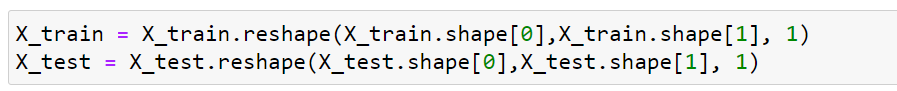 X_train = X_train.reshape(X_train.shape[0],X_train.shape[1], 1)
X_test = X_test.reshape(X_test.shape[0],X_test.shape[1], 1)